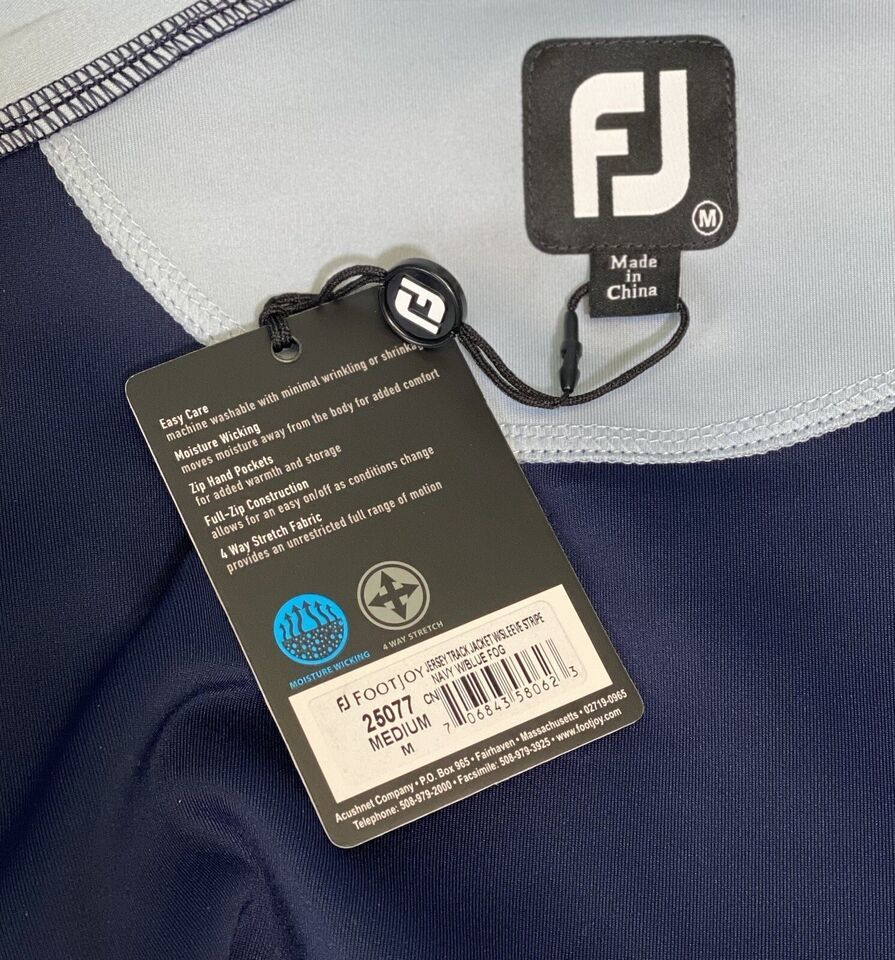 FJ
M
Made
in
China
FJ
Easy Care
machine washable with minimal wrinkling or
Moisture Wicking
moves moisture away from the body for added comfort
Zip Hand Pockets
for added warmth and storage
Full-Zip Construction
allows for an easy on/off as conditions change
4 Way Stretch Fabric
provides an unrestricted full range of motion
MOISTURE WICKING
4 WAY STRETCH
FJ FOOTJOY
JERSEY TRACK JACKET W/SLEEVE STRIPE
NAVY W/BLUE FOG
25077
CN
MEDIUM
M
7 06843 58062 3
Acushnet Company • P.O. Box 965 • Fairhaven • Massachusetts • 02719-0965
Telephone: 508-979-2000 • Facsimile: 508-979-3925 • www.footjoy.com